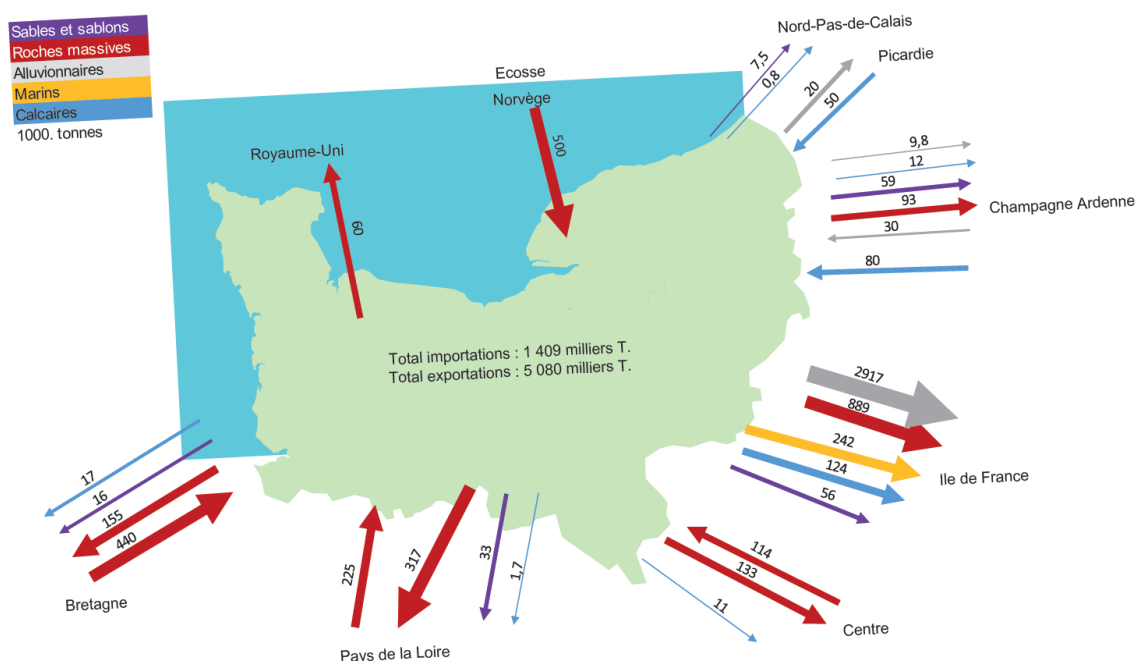 Sables et sablons
Roches massives
Alluvionnaires
Marins
Calcaires
1000. tonnes
Nord-Pas-de-Calais
7,5
0,8
Picardie
20
50
Ecosse
Norvège
500
Royaume-Uni
60
9,8
12
59
93
30
80
Champagne Ardenne
Total importations : 1 409 milliers T.
Total exportations : 5 080 milliers T.
2917
889
242
124
56
Ile de France
17
16
155
440
Bretagne
225
317
33
1,7
Pays de la Loire
114
133
11
Centre